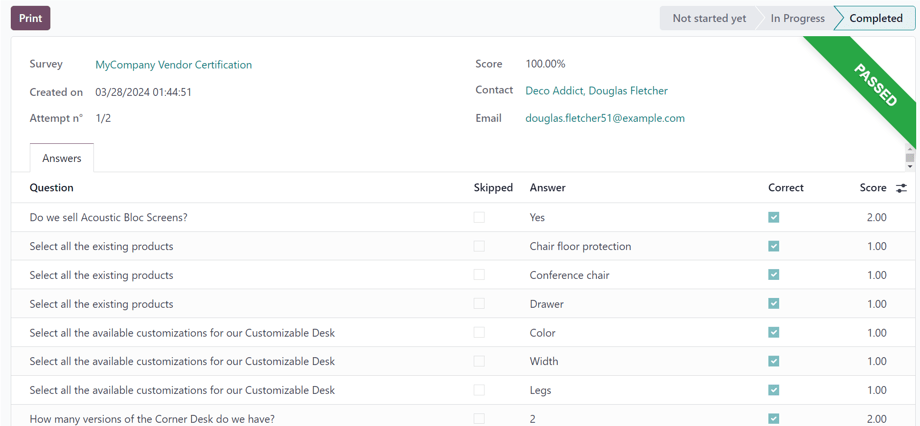 Print
Not started yet In Progress Completed
PASSED
Survey MyCompany Vendor Certification Score 100.00%
Created on 03/28/2024 01:44:51 Contact Deco Addict, Douglas Fletcher
Attempt n° 1/2 Email douglas.fletcher51@example.com
Answers
Question Skipped Answer Correct Score
Do we sell Acoustic Bloc Screens? Yes 2.00
Select all the existing products Chair floor protection 1.00
Select all the existing products Conference chair 1.00
Select all the existing products Drawer 1.00
Select all the available customizations for our Customizable Desk Color 1.00
Select all the available customizations for our Customizable Desk Width 1.00
Select all the available customizations for our Customizable Desk Legs 1.00
How many versions of the Corner Desk do we have? 2 2.00